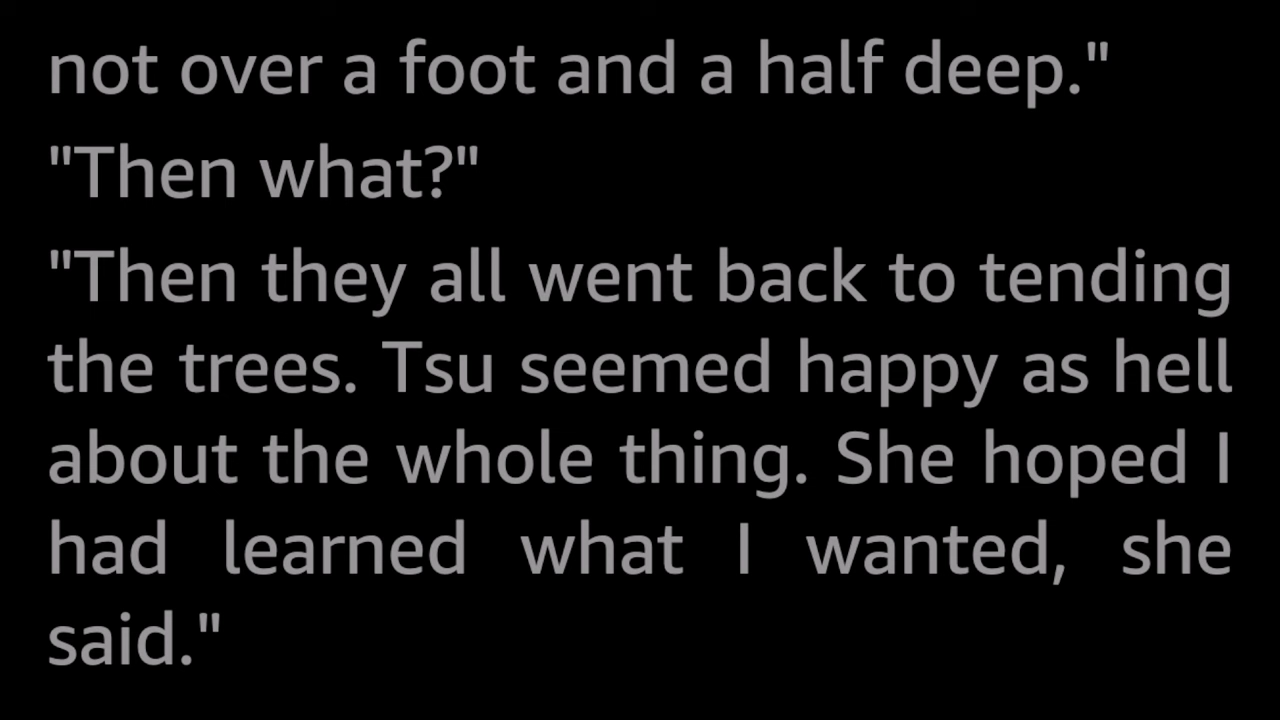 not over a foot and a half deep."
"Then what?"
"Then they all went back to tending
the trees. Tsu seemed happy as hell
about the whole thing. She hoped I
had learned what I wanted, she
said."